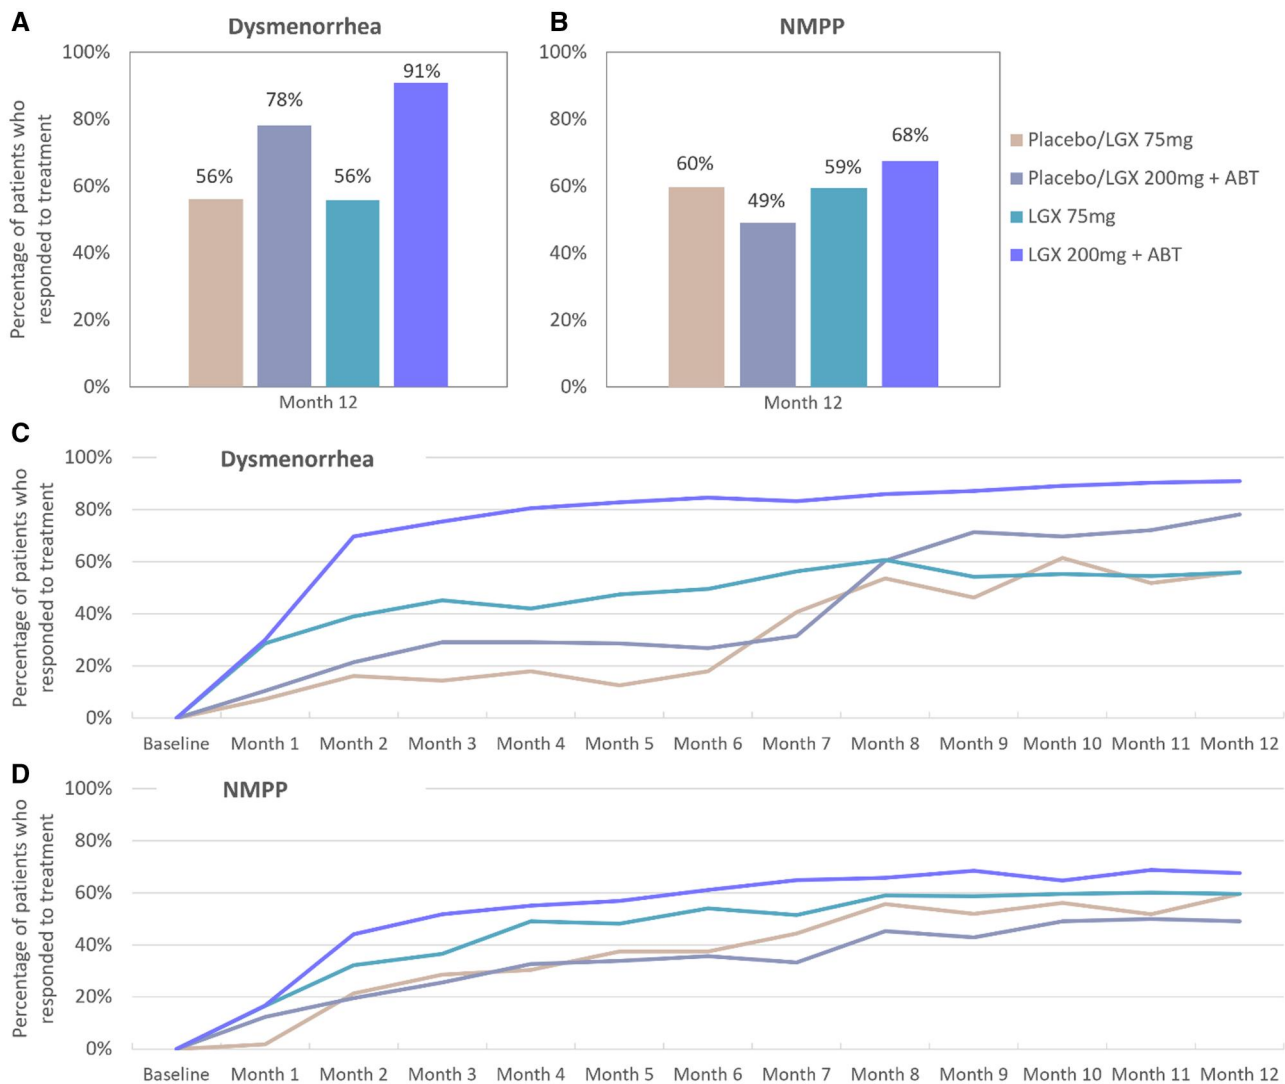 A
Dysmenorrhea
Percentage of patients who
responded to treatment
100%
80%
60%
40%
20%
0%
56%
78%
56%
91%
Month 12
B
NMPP
100%
80%
60%
40%
20%
0%
60%
49%
59%
68%
Month 12
Placebo/LGX 75mg
Placebo/LGX 200mg + ABT
LGX 75mg
LGX 200mg + ABT
C
Dysmenorrhea
Percentage of patients who
responded to treatment
100%
80%
60%
40%
20%
0%
Baseline Month 1 Month 2 Month 3 Month 4 Month 5 Month 6 Month 7 Month 8 Month 9 Month 10 Month 11 Month 12
D
NMPP
Percentage of patients who
responded to treatment
100%
80%
60%
40%
20%
0%
Baseline Month 1 Month 2 Month 3 Month 4 Month 5 Month 6 Month 7 Month 8 Month 9 Month 10 Month 11 Month 12